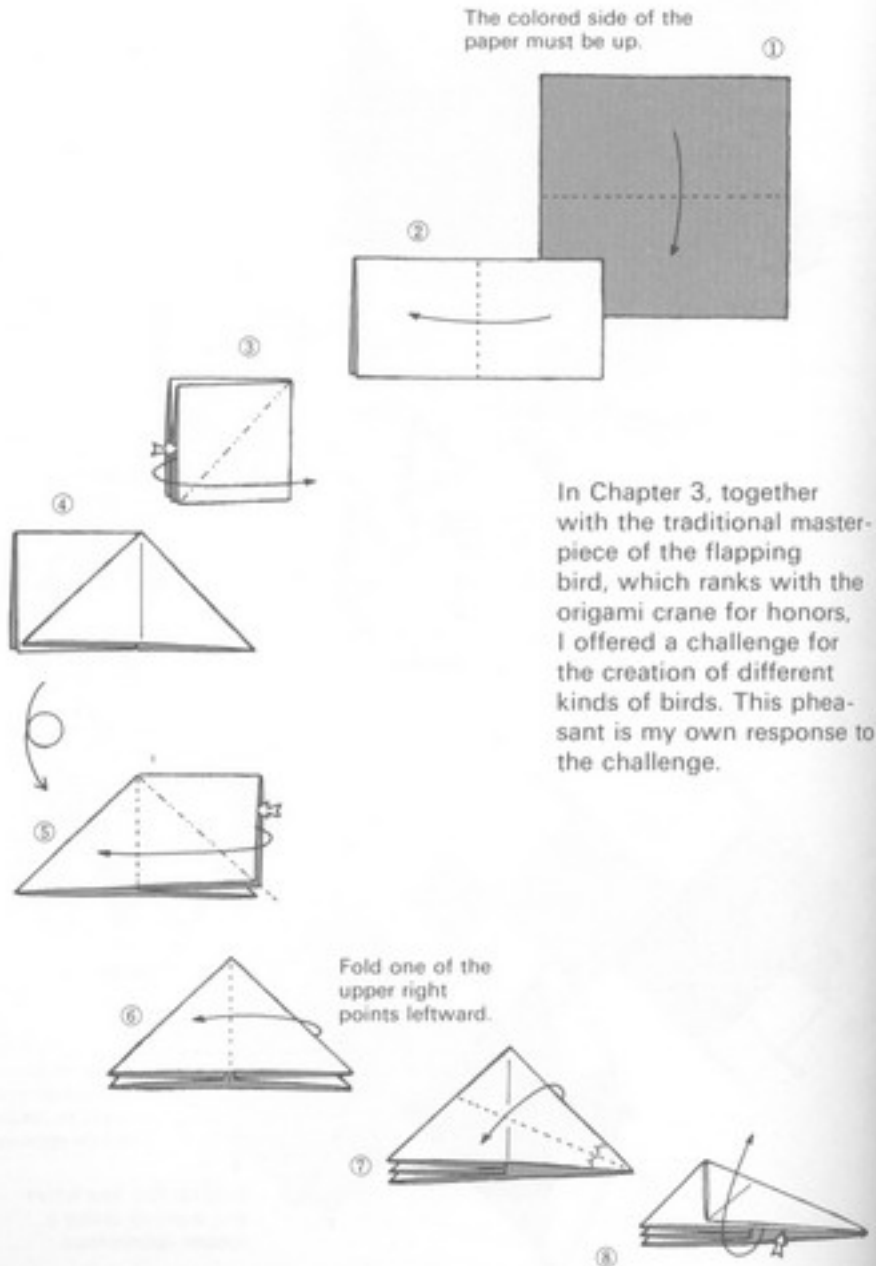 The colored side of the
paper must be up.
①
②
③
④
In Chapter 3, together
with the traditional master-
piece of the flapping
bird, which ranks with the
origami crane for honors,
I offered a challenge for
the creation of different
kinds of birds. This phea-
sant is my own response to
the challenge.
⑤
Fold one of the
upper right
points leftward.
⑥
⑦
⑧